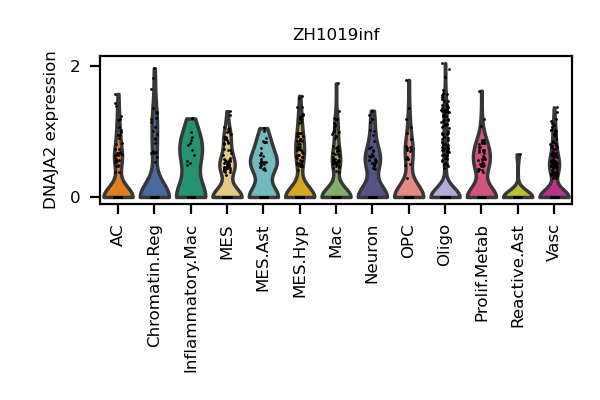 ZH1019inf
DNAJA2 expression
2
0
AC
Chromatin.Reg
Inflammatory.Mac
MES
MES.Ast
MES.Hyp
Mac
Neuron
OPC
Oligo
Prolif.Metab
Reactive.Ast
Vasc